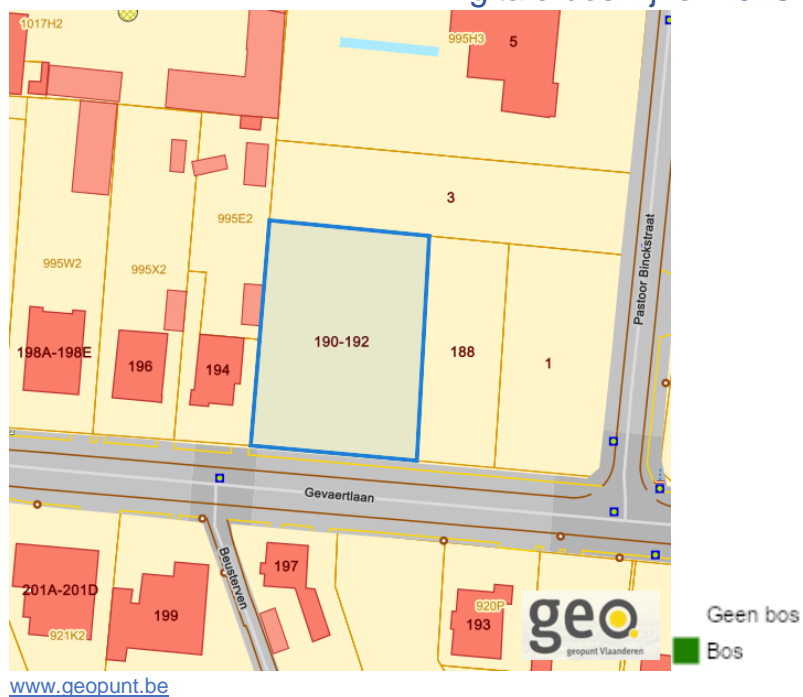 1017H2
995H3
5
3
995E2
995W2
995X2
Pastoor Binckstraat
190-192
198A-198E
196
194
188
1
Gevaertlaan
Beusterven
201A-201D
197
199
921K2
920P
193
geo.
geopunt Vlaanderen
Geen bos
Bos
www.geopunt.be